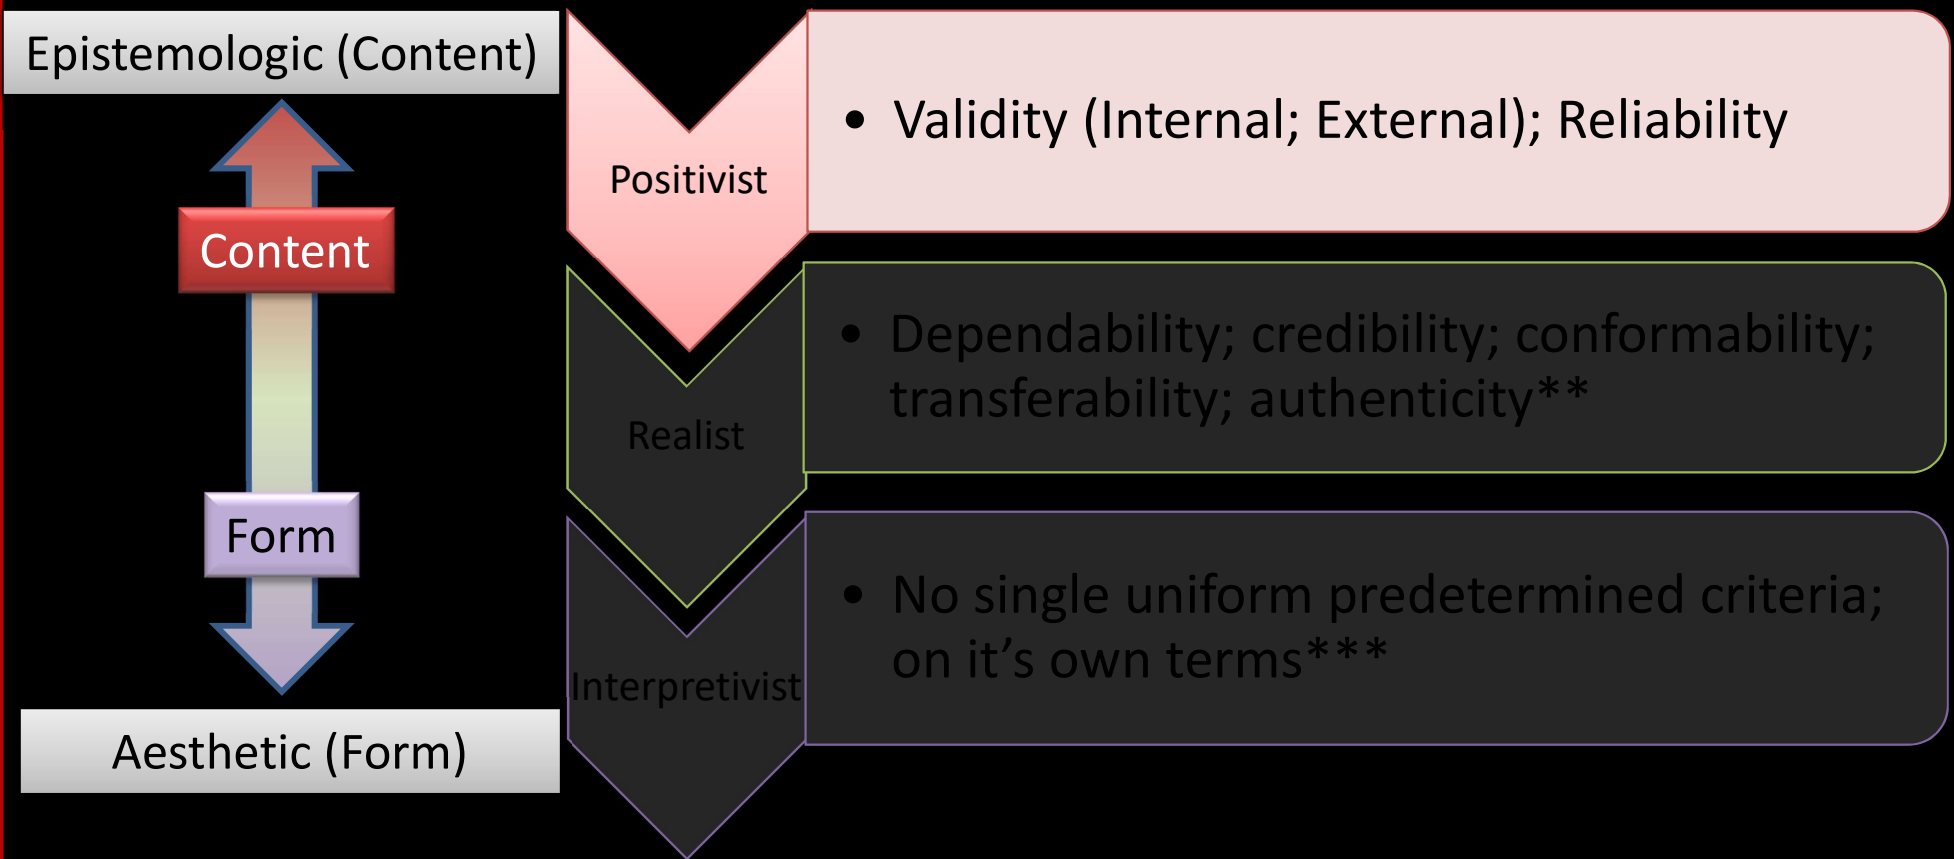 Epistemologic (Content)
Content
Form
Aesthetic (Form)
Positivist
• Validity (Internal; External); Reliability
Realist
• Dependability; credibility; conformability;
transferability; authenticity**
Interpretivist
• No single uniform predetermined criteria;
on it’s own terms***